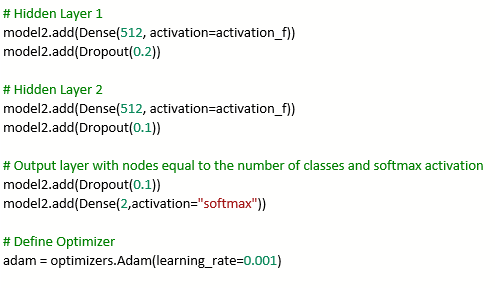 # Hidden Layer 1
model2.add(Dense(512, activation=activation_f))
model2.add(Dropout(0.2))
# Hidden Layer 2
model2.add(Dense(512, activation=activation_f))
model2.add(Dropout(0.1))
# Output layer with nodes equal to the number of classes and softmax activation
model2.add(Dropout(0.1))
model2.add(Dense(2,activation="softmax"))
# Define Optimizer
adam = optimizers.Adam(learning_rate=0.001)